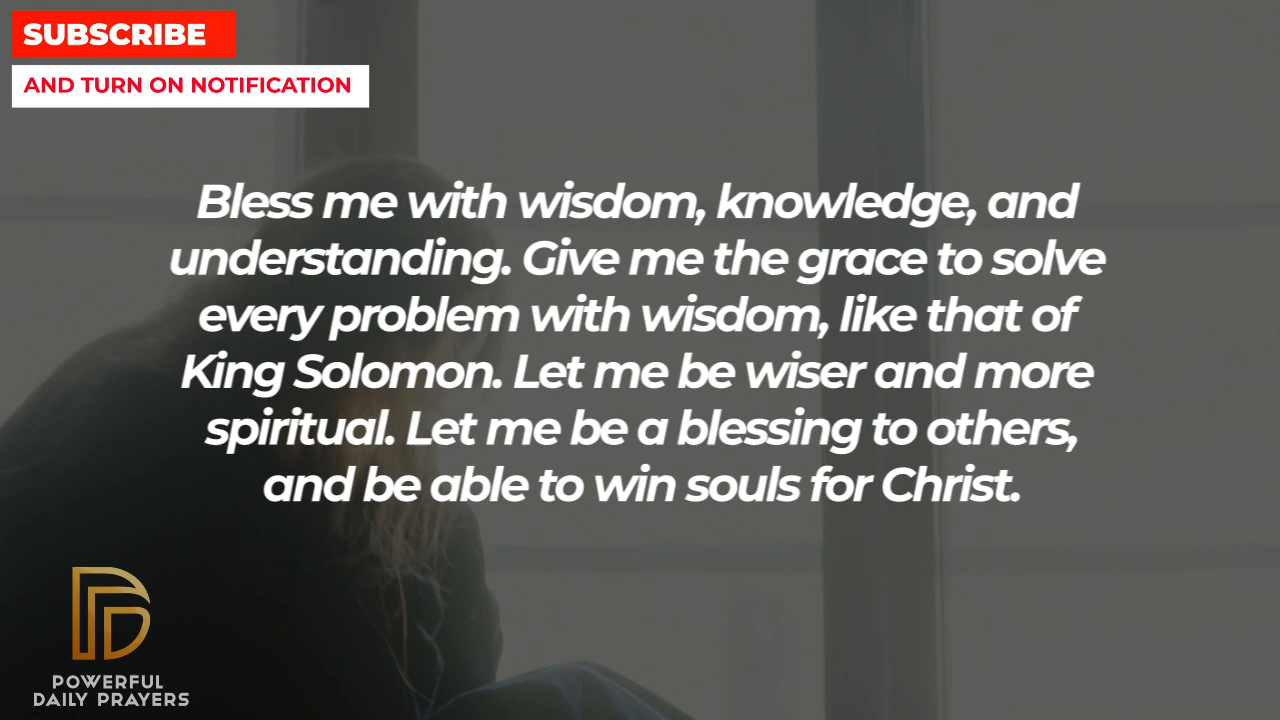 SUBSCRIBE
AND TURN ON NOTIFICATION
Bless me with wisdom, knowledge, and
understanding. Give me the grace to solve
every problem with wisdom, like that of
King Solomon. Let me be wiser and more
spiritual. Let me be a blessing to others,
and be able to win souls for Christ.
POWERFUL
DAILY PRAYERS